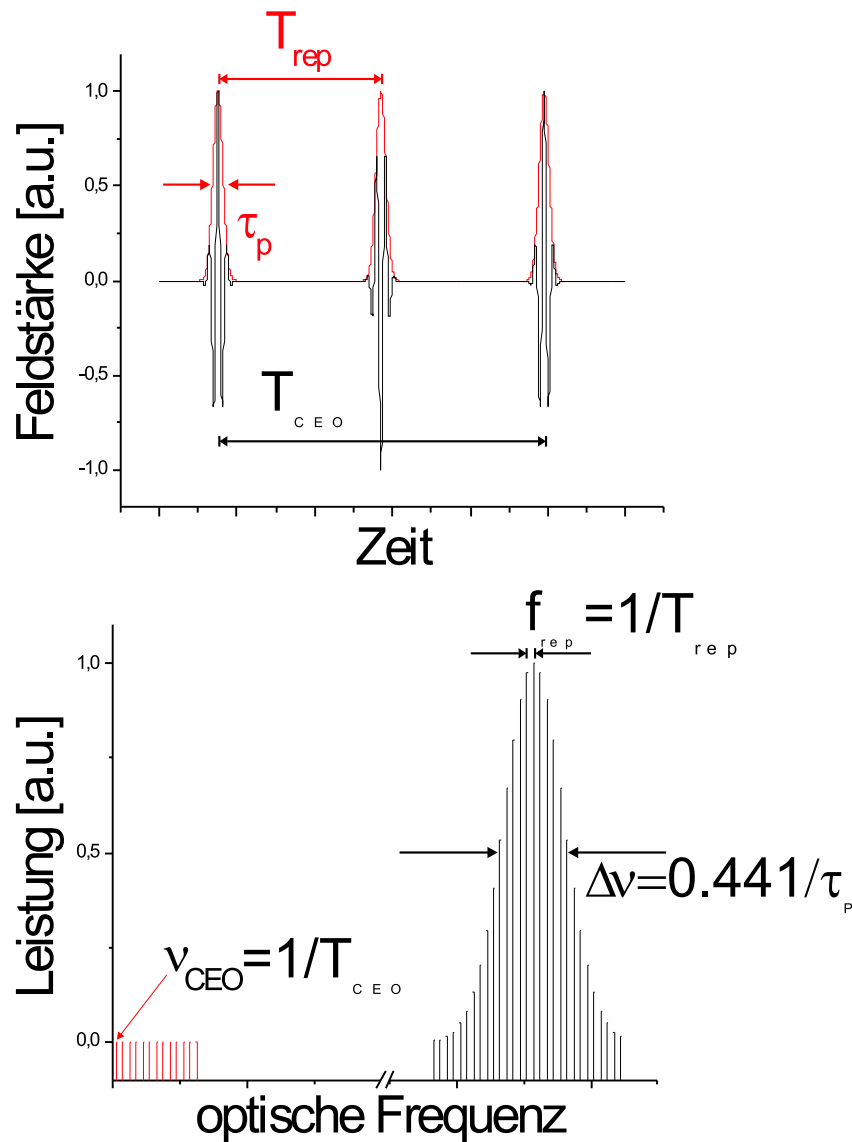 T_rep
1,0
0,5
0,0
-0,5
-1,0
Feldstärke [a.u.]
τ_p
T_CEO
Zeit
f_rep=1/T_rep
1,0
0,5
0,0
Leistung [a.u.]
Δν=0.441/τ_P
ν_CEO=1/T_CEO
optische Frequenz